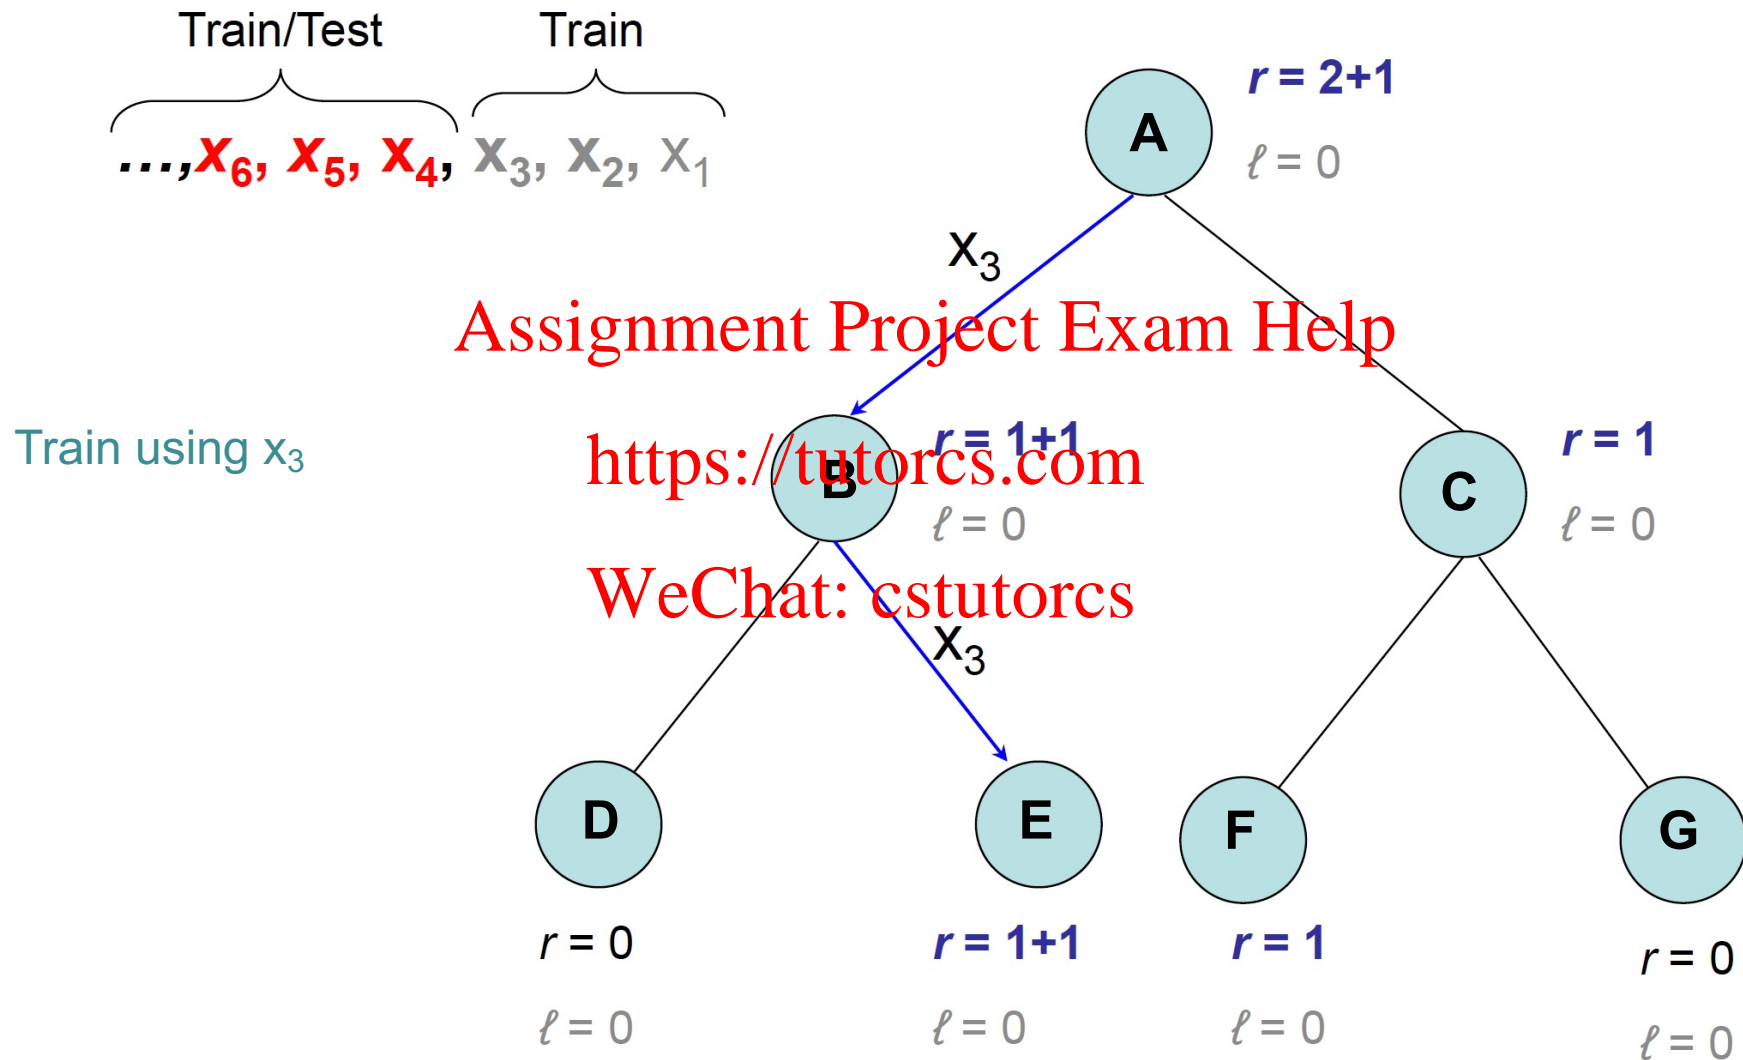 Train/Test
Train
r = 2+1
A
...,x6, x5, x4, x3, x2, x1
ℓ = 0
x3
Assignment Project Exam Help
Train using x3
B
r = 1+1
https://tutorcs.com
C
r = 1
ℓ = 0
ℓ = 0
WeChat: cstutorcs
x3
D
E
F
G
r = 0
r = 1+1
r = 1
r = 0
ℓ = 0
ℓ = 0
ℓ = 0
ℓ = 0